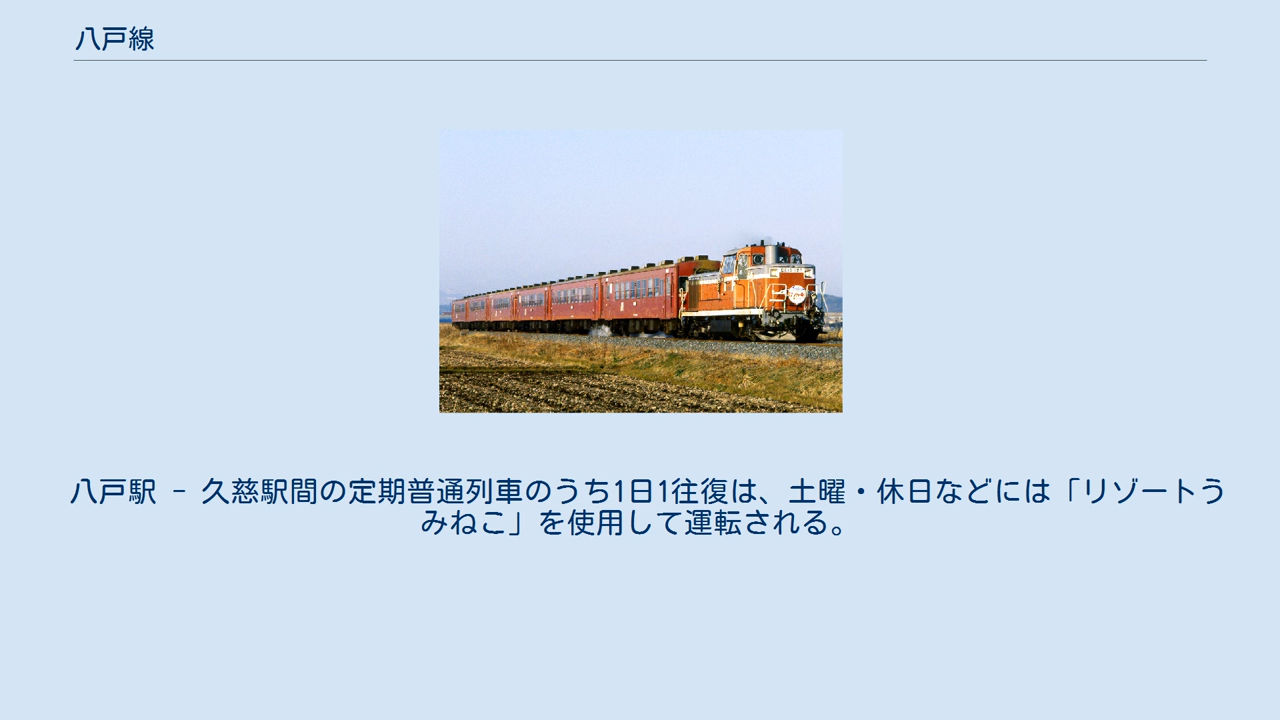 八戸線
八戸駅 - 久慈駅間の定期普通列車のうち1日1往復は、土曜・休日などには「リゾートう
みねこ」を使用して運転される。